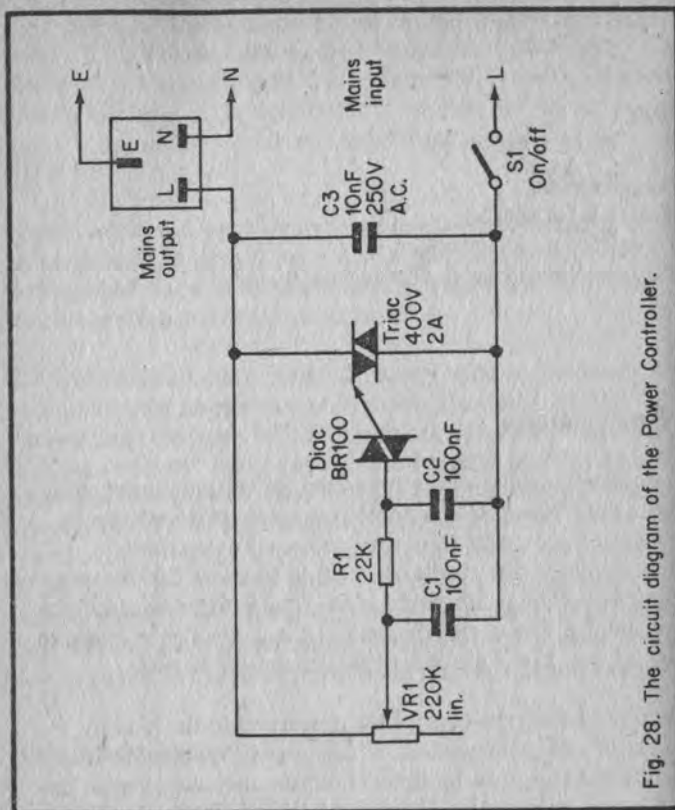 E
N
Mains
input
L
E
L
N
Mains
output
C3
10nF
250V
A.C.
S1
On/off
Triac
400V
2A
Diac
BR100
R1
22K
C2
100nF
C1
100nF
VR1
220K
lin.
Fig. 28. The circuit diagram of the Power Controller.